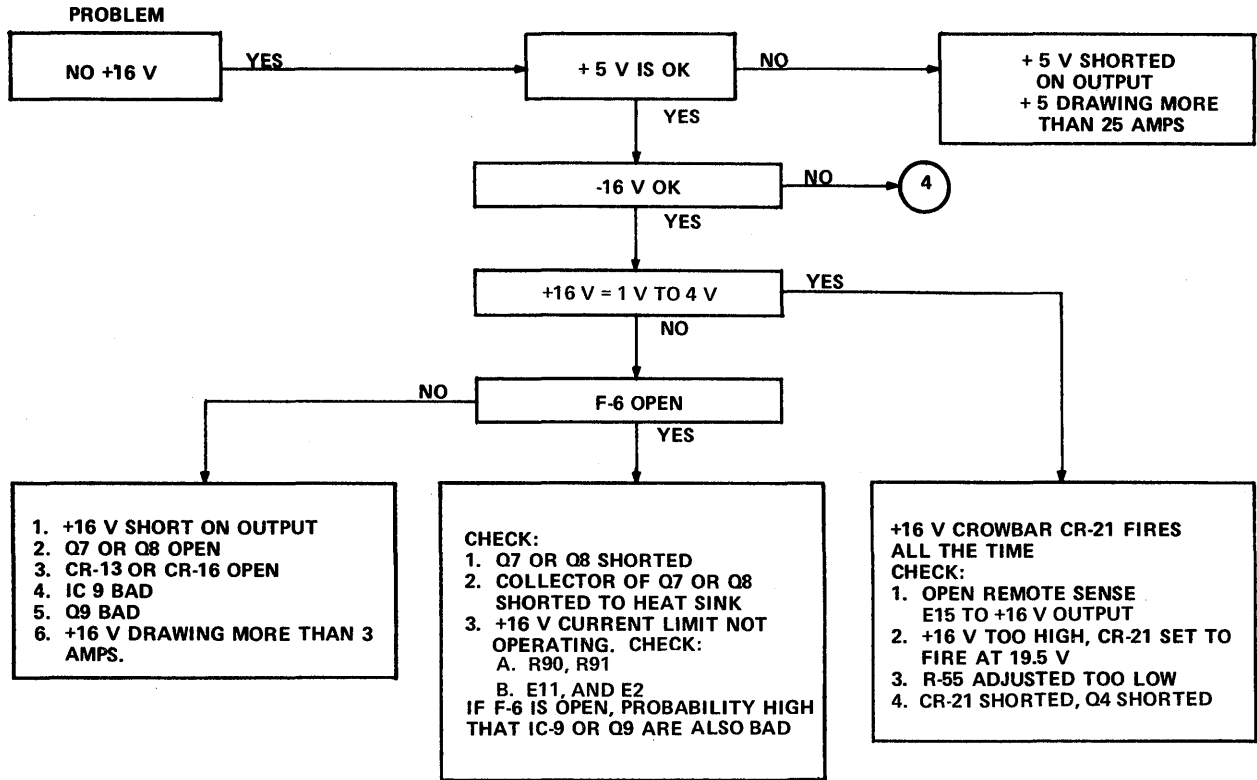 PROBLEM
NO +16 V
YES
+ 5 V IS OK
NO
+ 5 V SHORTED
ON OUTPUT
+ 5 DRAWING MORE
THAN 25 AMPS
YES
-16 V OK
NO
4
YES
+16 V = 1 V TO 4 V
YES
NO
F-6 OPEN
NO
YES
1. +16 V SHORT ON OUTPUT
2. Q7 OR Q8 OPEN
3. CR-13 OR CR-16 OPEN
4. IC 9 BAD
5. Q9 BAD
6. +16 V DRAWING MORE THAN 3
AMPS.
CHECK:
1. Q7 OR Q8 SHORTED
2. COLLECTOR OF Q7 OR Q8
SHORTED TO HEAT SINK
3. +16 V CURRENT LIMIT NOT
OPERATING. CHECK:
A. R90, R91
B. E11, AND E2
IF F-6 IS OPEN, PROBABILITY HIGH
THAT IC-9 OR Q9 ARE ALSO BAD
+16 V CROWBAR CR-21 FIRES
ALL THE TIME
CHECK:
1. OPEN REMOTE SENSE
E15 TO +16 V OUTPUT
2. +16 V TOO HIGH, CR-21 SET TO
FIRE AT 19.5 V
3. R-55 ADJUSTED TOO LOW
4. CR-21 SHORTED, Q4 SHORTED